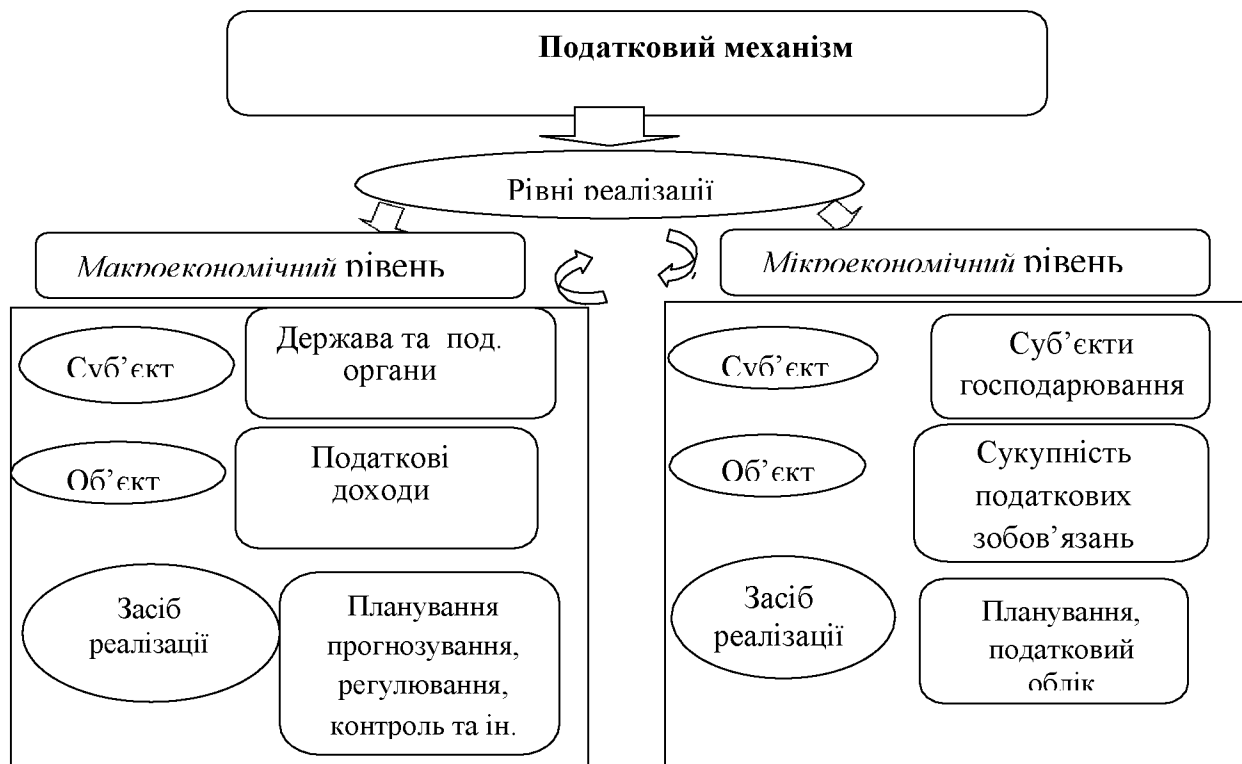 Податковий механізм
Рівні реалізації
Макроекономічний рівень
Мікроекономічний рівень
Суб’єкт
Держава та под.
органи
Об’єкт
Податкові
доходи
Засіб
реалізації
Планування
прогнозування,
регулювання,
контроль та ін.
Суб’єкт
Суб’єкти
господарювання
Об’єкт
Сукупність
податкових
зобов’язань
Засіб
реалізації
Планування,
податковий
облік